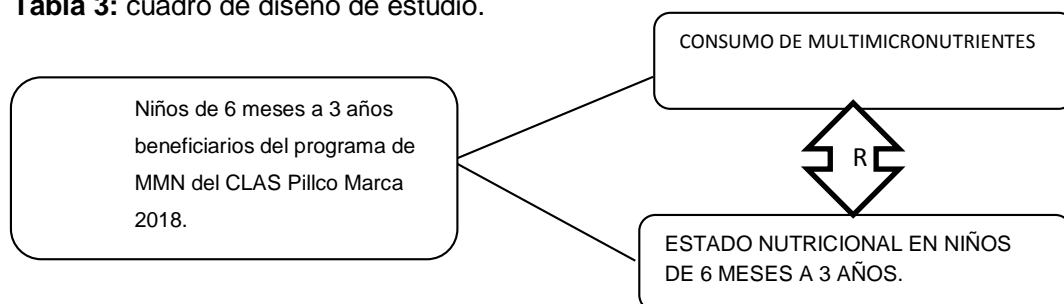 Tabla 3: cuadro de diseño de estudio.
CONSUMO DE MULTIMICRONUTRIENTES
Niños de 6 meses a 3 años
beneficiarios del programa de
MMN del CLAS Pillco Marca
2018.
R
ESTADO NUTRICIONAL EN NIÑOS
DE 6 MESES A 3 AÑOS.